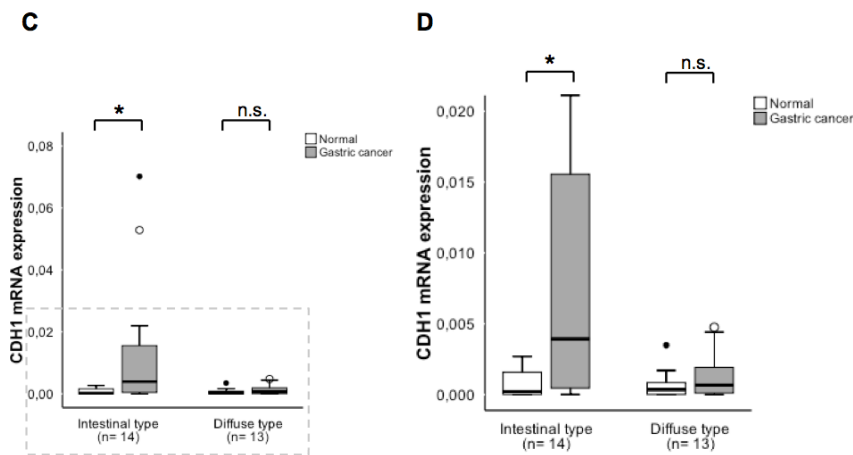 C
*
n.s.
Normal
Gastric cancer
CDH1 mRNA expression
0,08
0,06
0,04
0,02
0,00
Intestinal type
(n= 14)
Diffuse type
(n= 13)
D
*
n.s.
Normal
Gastric cancer
CDH1 mRNA expression
0,020
0,015
0,010
0,005
0,000
Intestinal type
(n= 14)
Diffuse type
(n= 13)